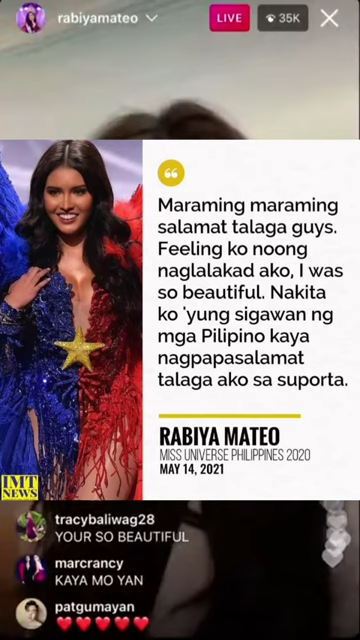 rabiyamateo
LIVE
35K
Maraming maraming
salamat talaga guys.
Feeling ko noong
naglalakad ako, I was
so beautiful. Nakita
ko 'yung sigawan ng
mga Pilipino kaya
nagpapasalamat
talaga ako sa suporta.
RABIYA MATEO
MISS UNIVERSE PHILIPPINES 2020
MAY 14, 2021
IMT
NEWS
tracybaliwag28
YOUR SO BEAUTIFUL
marcrancy
KAYA MO YAN
patgumayan
❤️❤️❤️❤️❤️❤️